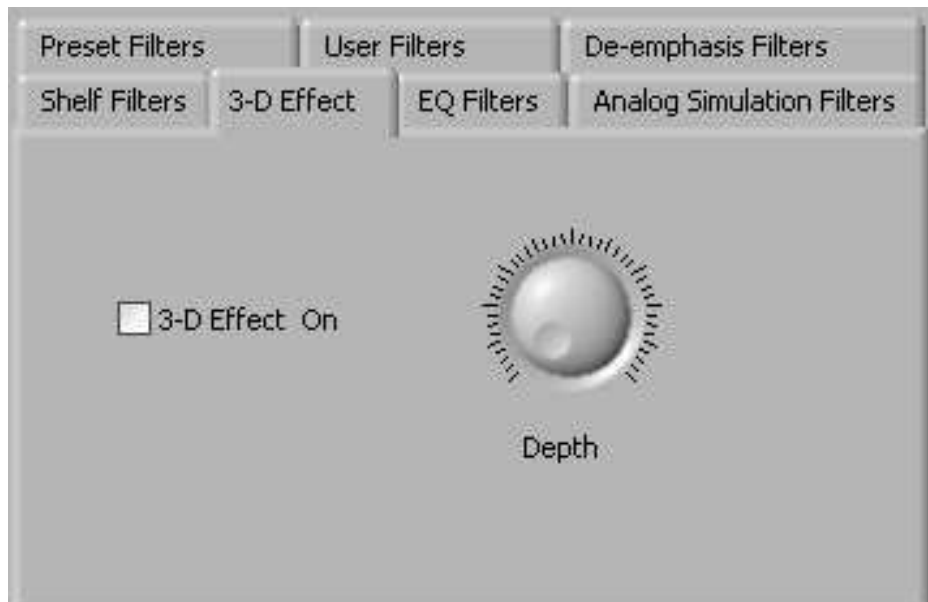 Preset Filters User Filters De-emphasis Filters
Shelf Filters 3-D Effect EQ Filters Analog Simulation Filters
3-D Effect On
Depth